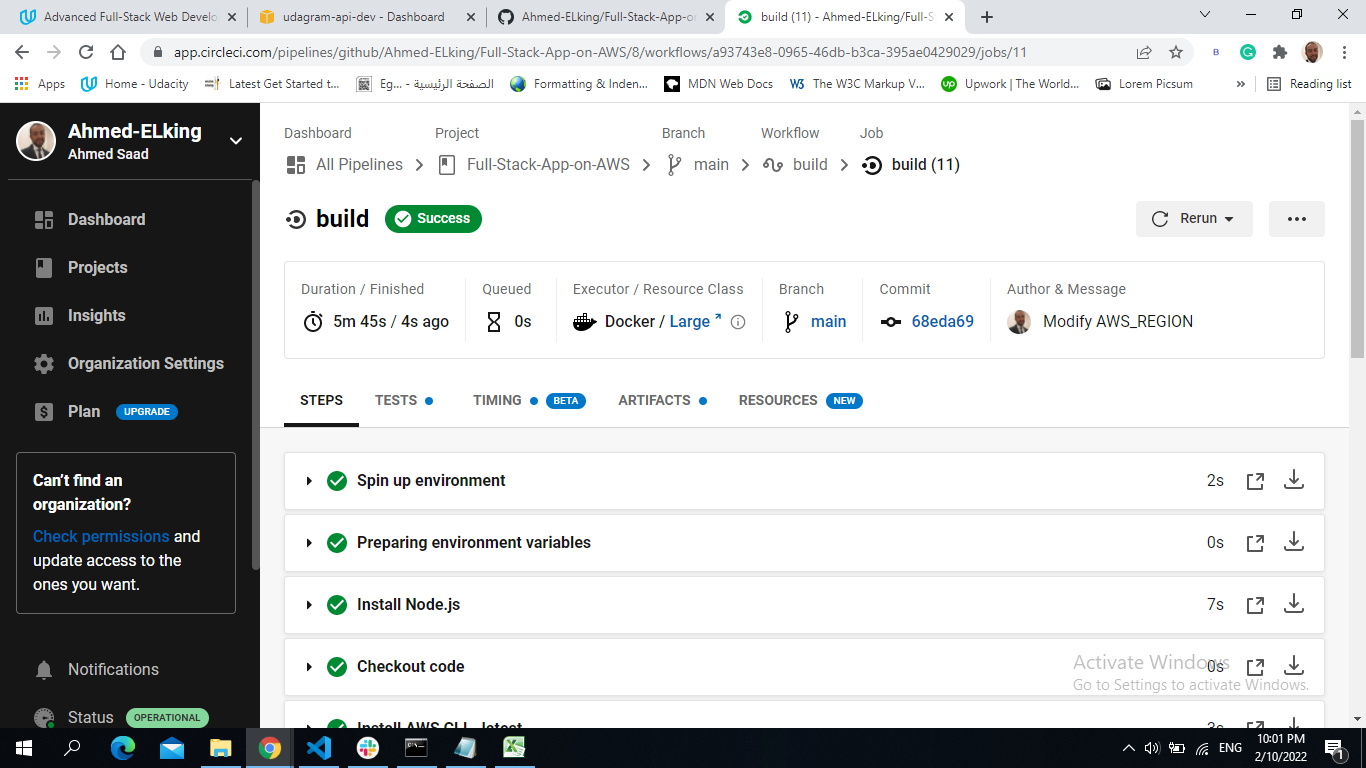 Advanced Full-Stack Web Develo
udagram-api-dev - Dashboard
Ahmed-ELking/Full-Stack-App-o
build (11) - Ahmed-ELking/Full-S
app.circleci.com/pipelines/github/Ahmed-ELking/Full-Stack-App-on-AWS/8/workflows/a93743e8-0965-46db-b3ca-395ae0429029/jobs/11
Apps
Home - Udacity
Latest Get Started t...
Eg... - الصفحة الرئيسية
Formatting & Inden...
MDN Web Docs
The W3C Markup V...
Upwork | The World...
Lorem Picsum
»
Reading list
Ahmed-ELking
Ahmed Saad
Dashboard
Projects
Insights
Organization Settings
Plan UPGRADE
Can't find an
organization?
Check permissions and
update access to the
ones you want.
Notifications
Status OPERATIONAL
Dashboard Project Branch Workflow Job
All Pipelines Full-Stack-App-on-AWS main build build (11)
build Success Rerun
Duration / Finished Queued Executor / Resource Class Branch Commit Author & Message
5m 45s / 4s ago 0s Docker / Large main 68eda69 Modify AWS_REGION
STEPS TESTS TIMING BETA ARTIFACTS RESOURCES NEW
Spin up environment 2s
Preparing environment variables 0s
Install Node.js 7s
Checkout code 0s
Install AWS CLI - latest 3s
Activate Windows
Go to Settings to activate Windows.
ENG
10:01 PM
2/10/2022
1